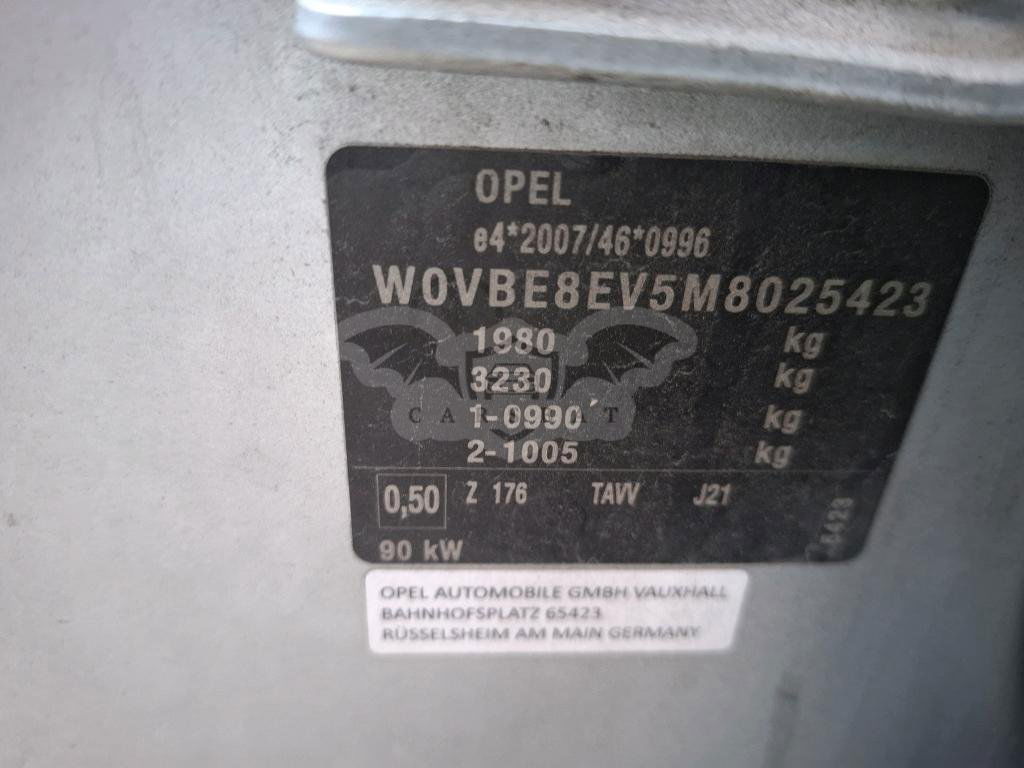 OPEL
e4*2007/46*0996
W0VBE8EV5M8025423
1980 kg
3230 kg
1-0990 kg
2-1005 kg
0,50 Z 176 TAVV J21
90 kW
5423
OPEL AUTOMOBILE GMBH VAUXHALL
BAHNHOFSPLATZ 65423
RÜSSELSHEIM AM MAIN GERMANY